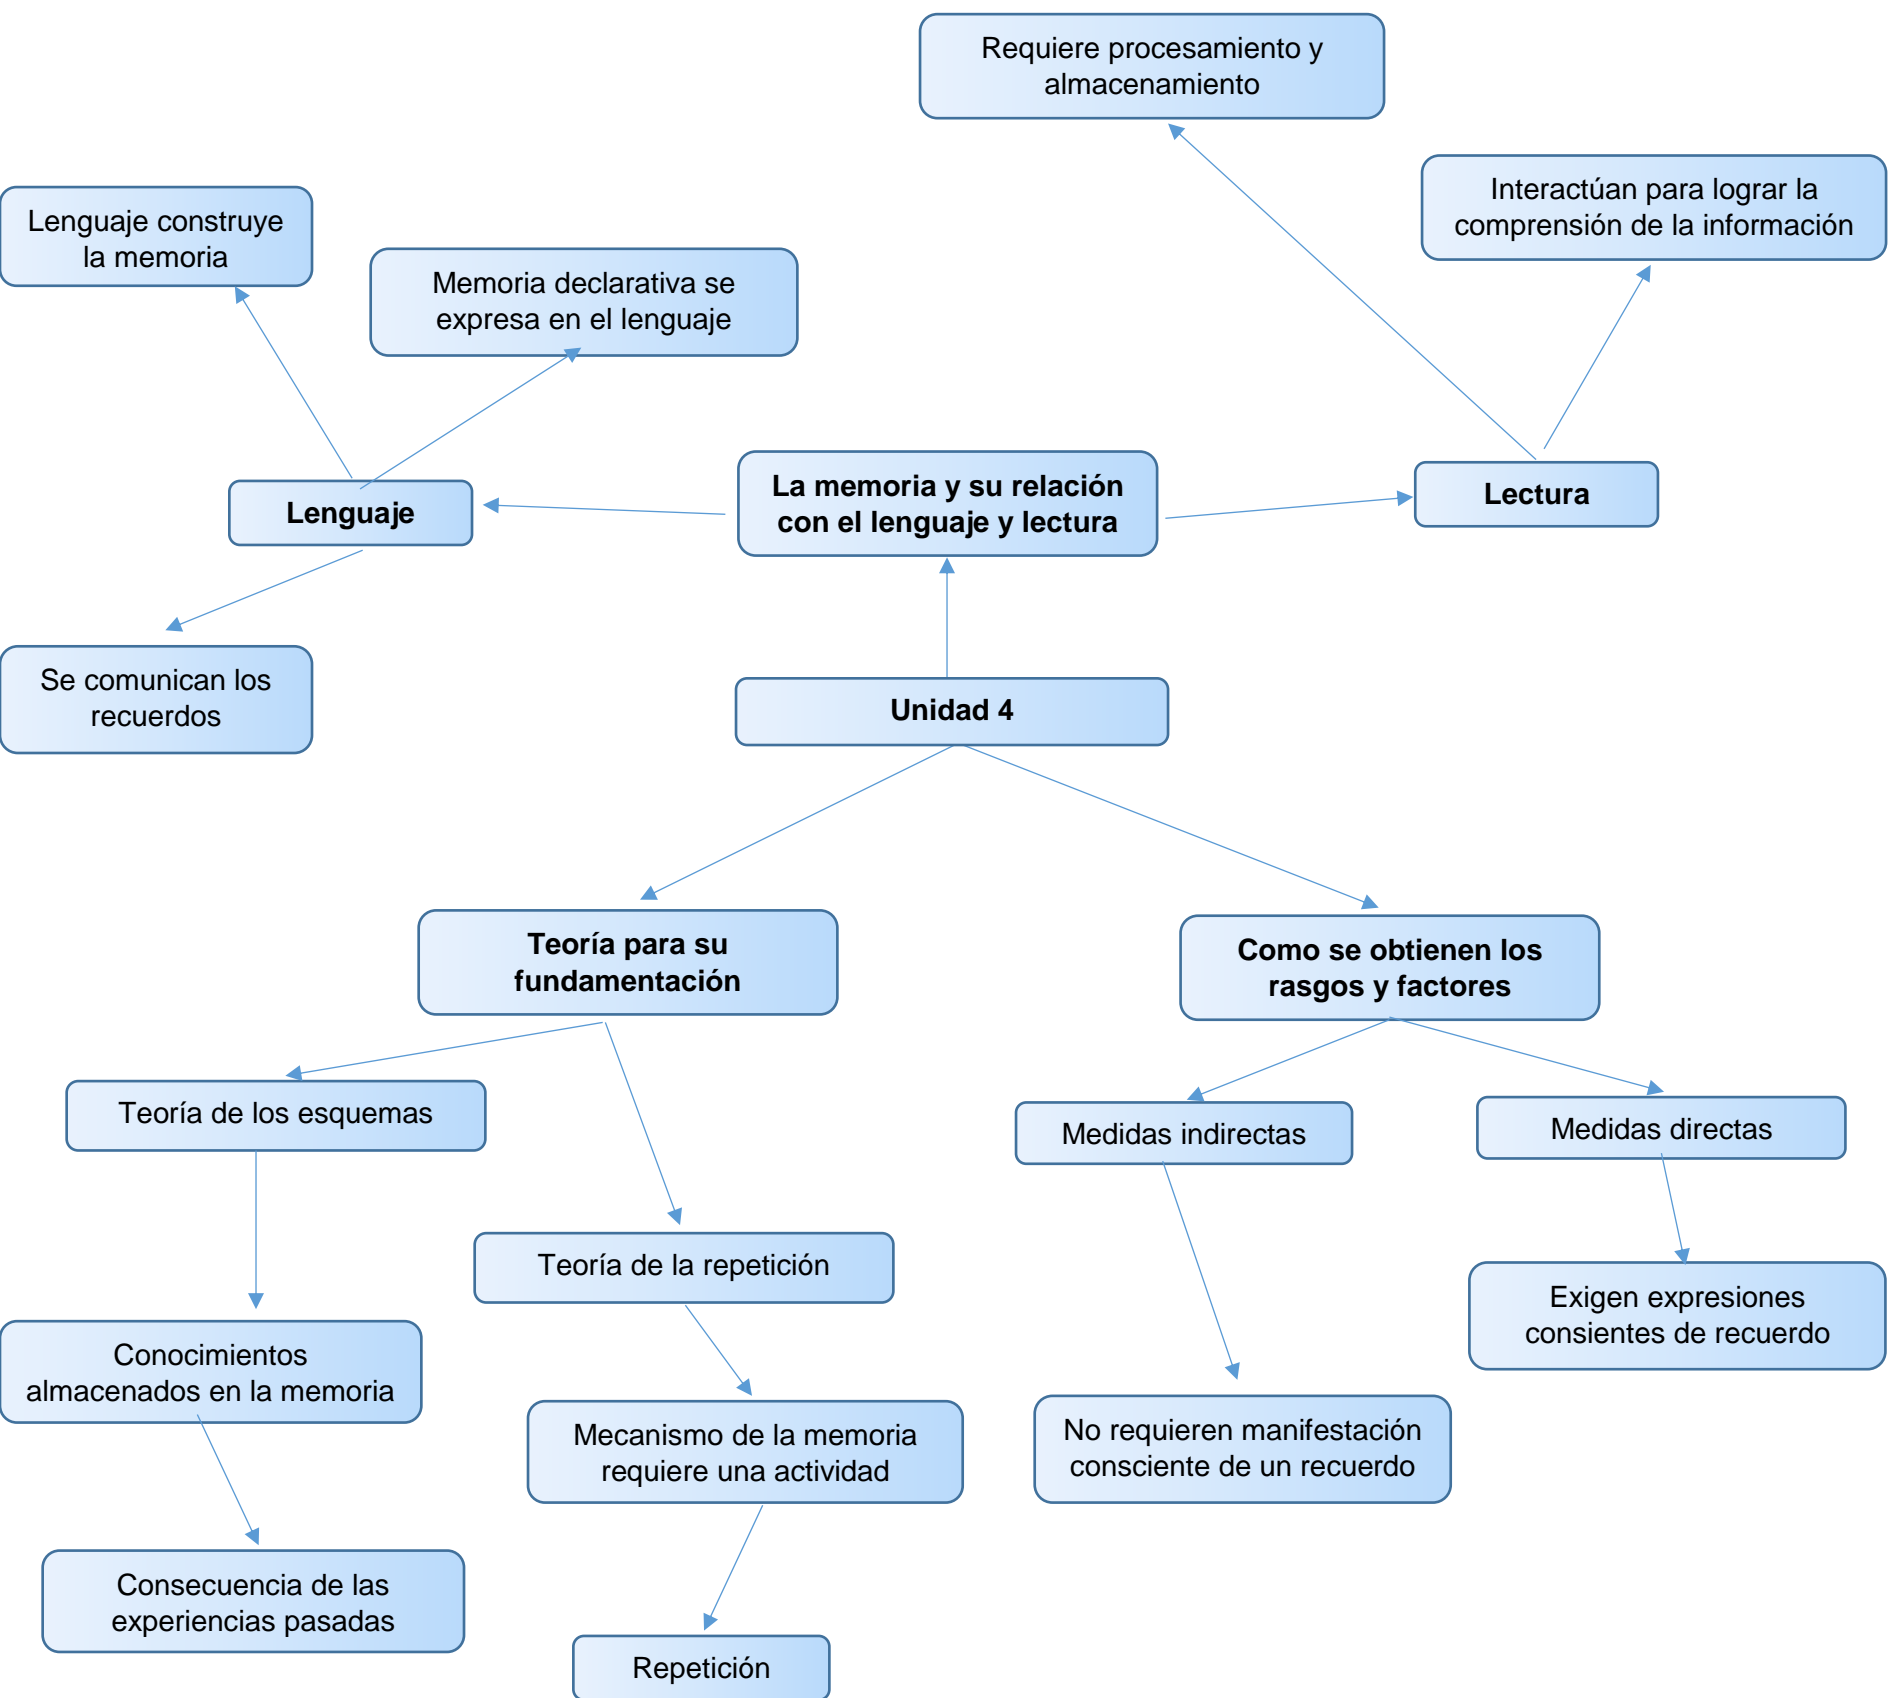 Requiere procesamiento y
almacenamiento
Interactúan para lograr la
comprensión de la información
Lenguaje construye
la memoria
Memoria declarativa se
expresa en el lenguaje
La memoria y su relación
con el lenguaje y lectura
Lectura
Lenguaje
Se comunican los
recuerdos
Unidad 4
Teoría para su
fundamentación
Como se obtienen los
rasgos y factores
Teoría de los esquemas
Medidas indirectas
Medidas directas
Teoría de la repetición
Exigen expresiones
consientes de recuerdo
Conocimientos
almacenados en la memoria
Mecanismo de la memoria
requiere una actividad
No requieren manifestación
consciente de un recuerdo
Consecuencia de las
experiencias pasadas
Repetición